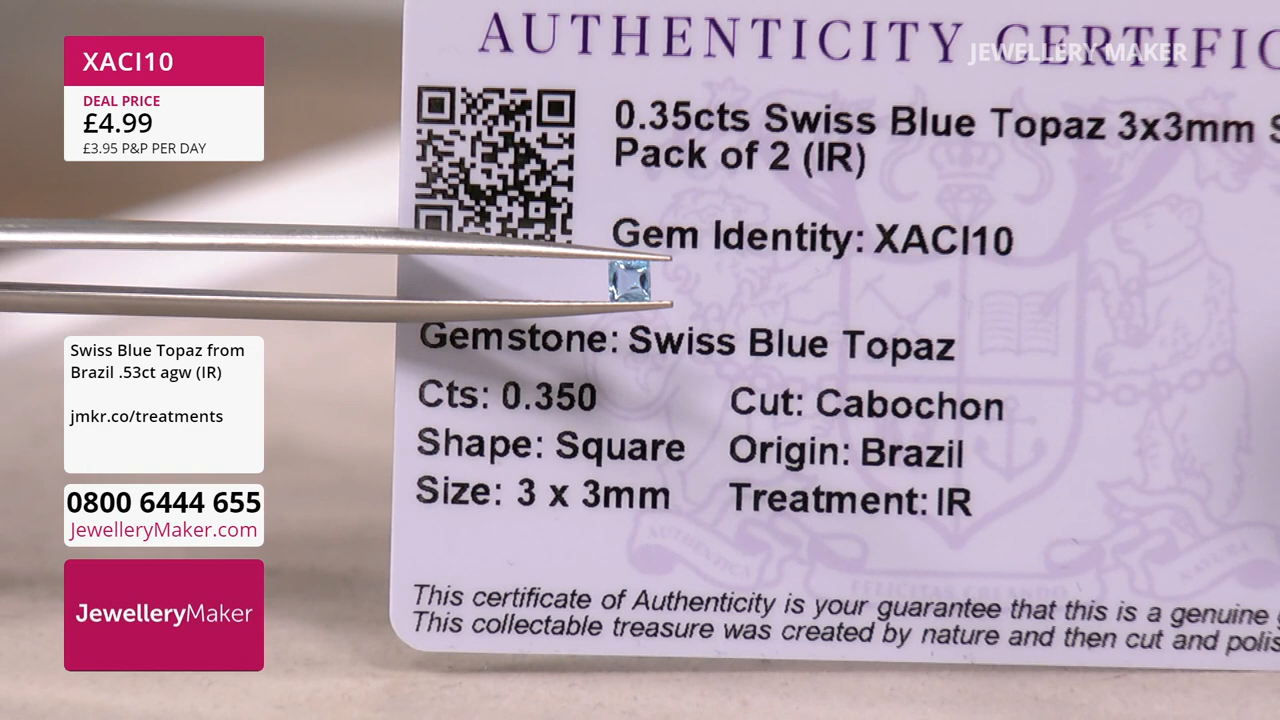 XACI10
DEAL PRICE
£4.99
£3.95 P&P PER DAY
Swiss Blue Topaz from
Brazil .53ct agw (IR)
jmkr.co/treatments
0800 6444 655
JewelleryMaker.com
JewelleryMaker
JEWELLERY MAKER
AUTHENTICITY
0.35cts Swiss Blue Topaz 3x3mm
Pack of 2 (IR)
Gem Identity: XACI10
Gemstone: Swiss Blue Topaz
Cts: 0.350 Cut: Cabochon
Shape: Square Origin: Brazil
Size: 3 x 3mm Treatment: IR
This certificate of Authenticity is your guarantee that this is a genuine
This collectable treasure was created by nature and then cut and